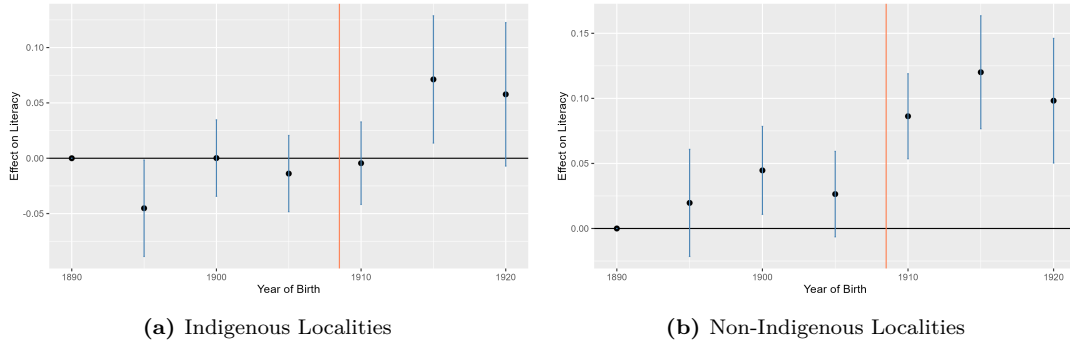 Effect on Literacy
0.10
0.05
0.00
-0.05
1890
1900
1910
1920
Year of Birth
(a) Indigenous Localities
Effect on Literacy
0.15
0.10
0.05
0.00
1890
1900
1910
1920
Year of Birth
(b) Non-Indigenous Localities